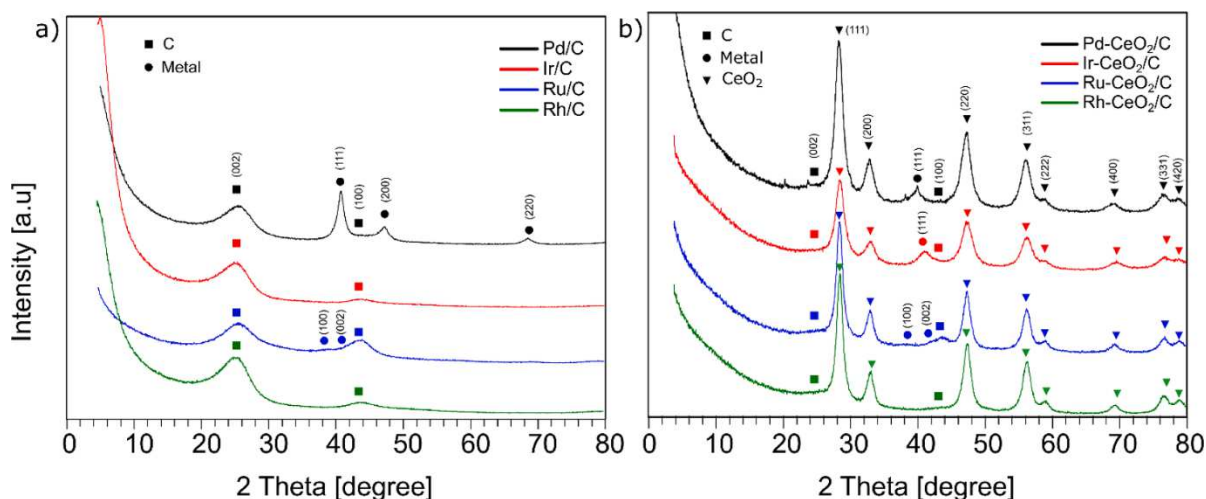 a)
C
Metal
Pd/C
Ir/C
Ru/C
Rh/C
(002)
(111)
(100)
(200)
(220)
(100)
(002)
Intensity [a.u]
0 10 20 30 40 50 60 70 80
2 Theta [degree]
b)
C
Metal
CeO₂
Pd-CeO₂/C
Ir-CeO₂/C
Ru-CeO₂/C
Rh-CeO₂/C
(002)
(111)
(200)
(111)
(100)
(220)
(311)
(222)
(400)
(331)
(420)
(111)
(100)
(002)
0 10 20 30 40 50 60 70 80
2 Theta [degree]